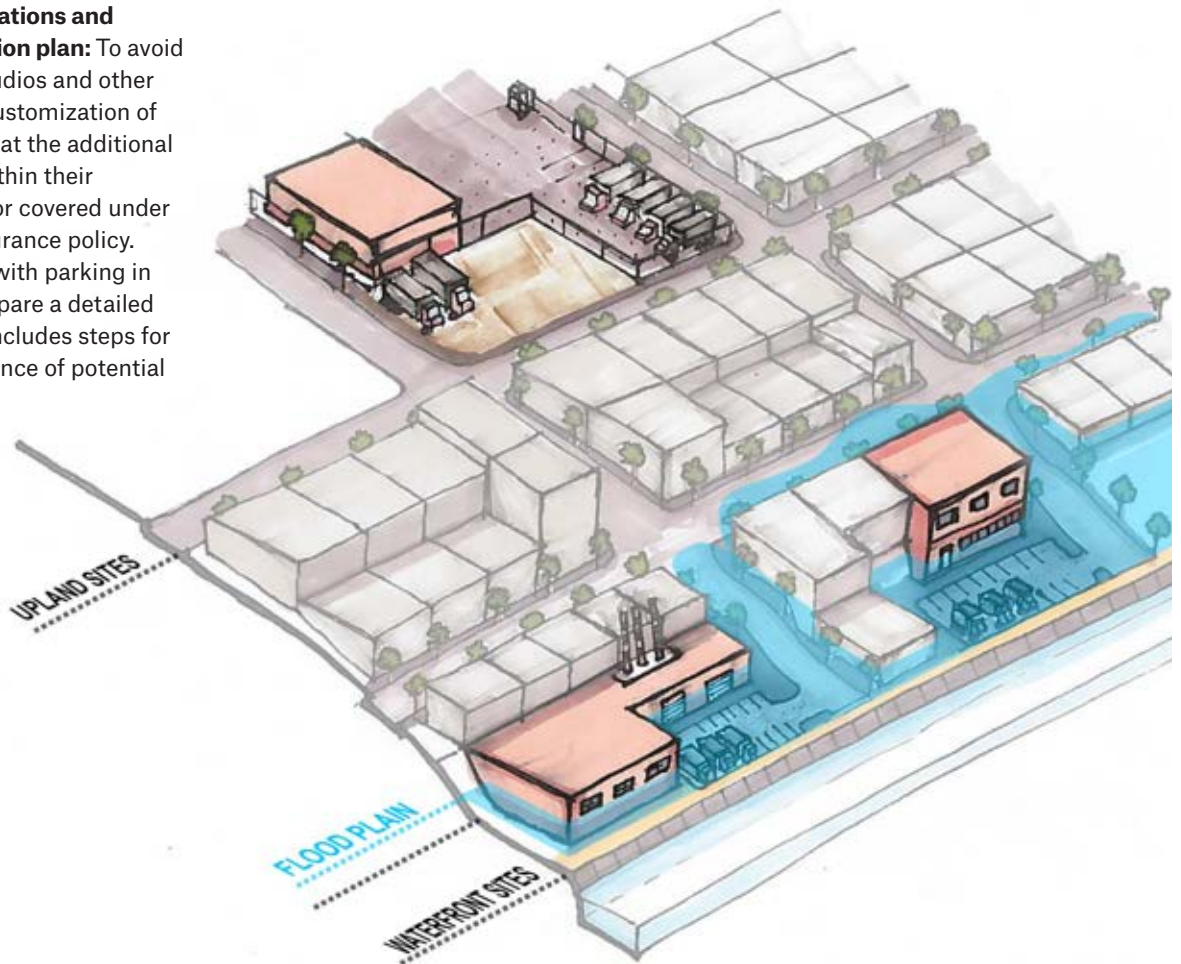 ations and
ion plan: To avoid
udios and other
ustomization of
at the additional
thin their
or covered under
urance policy.
with parking in
pare a detailed
ncludes steps for
nce of potential
UPLAND SITES
FLOOD PLAIN
WATERFRONT SITES